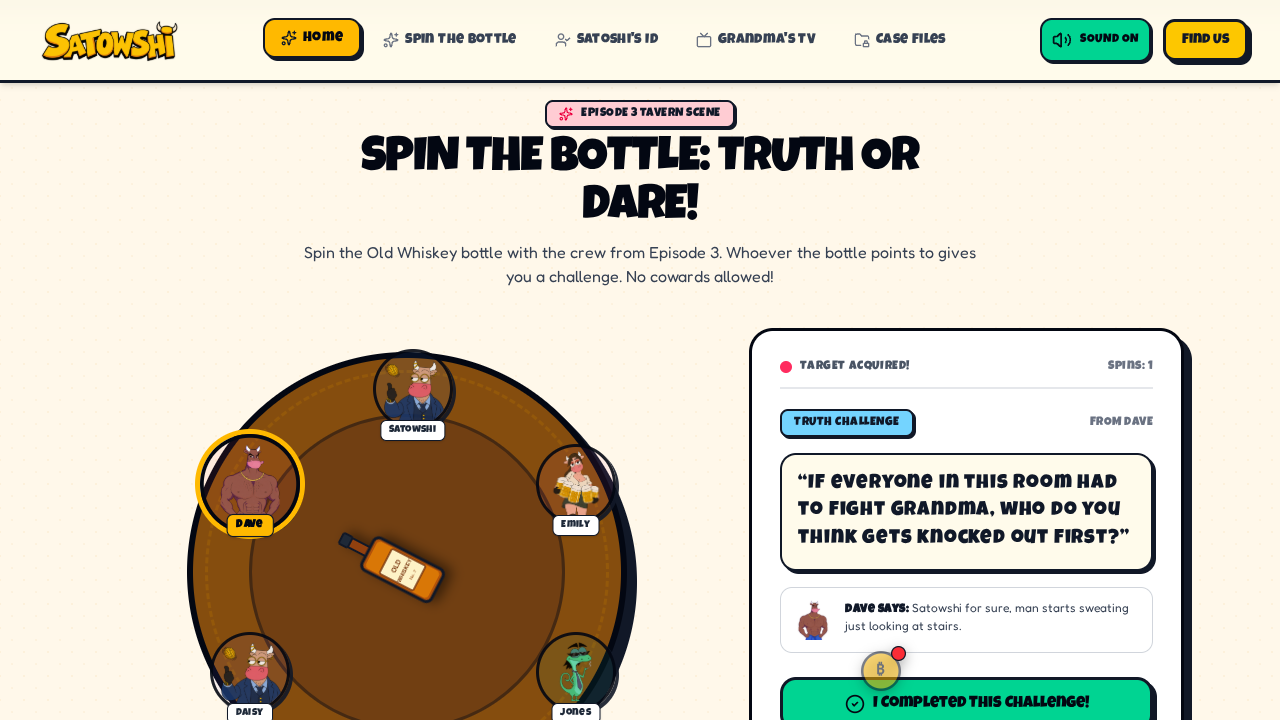 SATOWSHI
Home
Spin the Bottle
Satoshi's ID
Grandma's TV
Case Files
SOUND ON
Find Us
EPISODE 3 TAVERN SCENE
SPIN THE BOTTLE: TRUTH OR
DARE!
Spin the Old Whiskey bottle with the crew from Episode 3. Whoever the bottle points to gives
you a challenge. No cowards allowed!
TARGET ACQUIRED!
SPINS: 1
TRUTH CHALLENGE
FROM DAVE
“If everyone in this room had
to fight Grandma, who do you
think gets knocked out first?”
Dave says: Satowshi for sure, man starts sweating
just looking at stairs.
I Completed This Challenge!
Satowshi
Dave
Emily
OLD
WHISKEY
No. 7
Daisy
Jones
₿